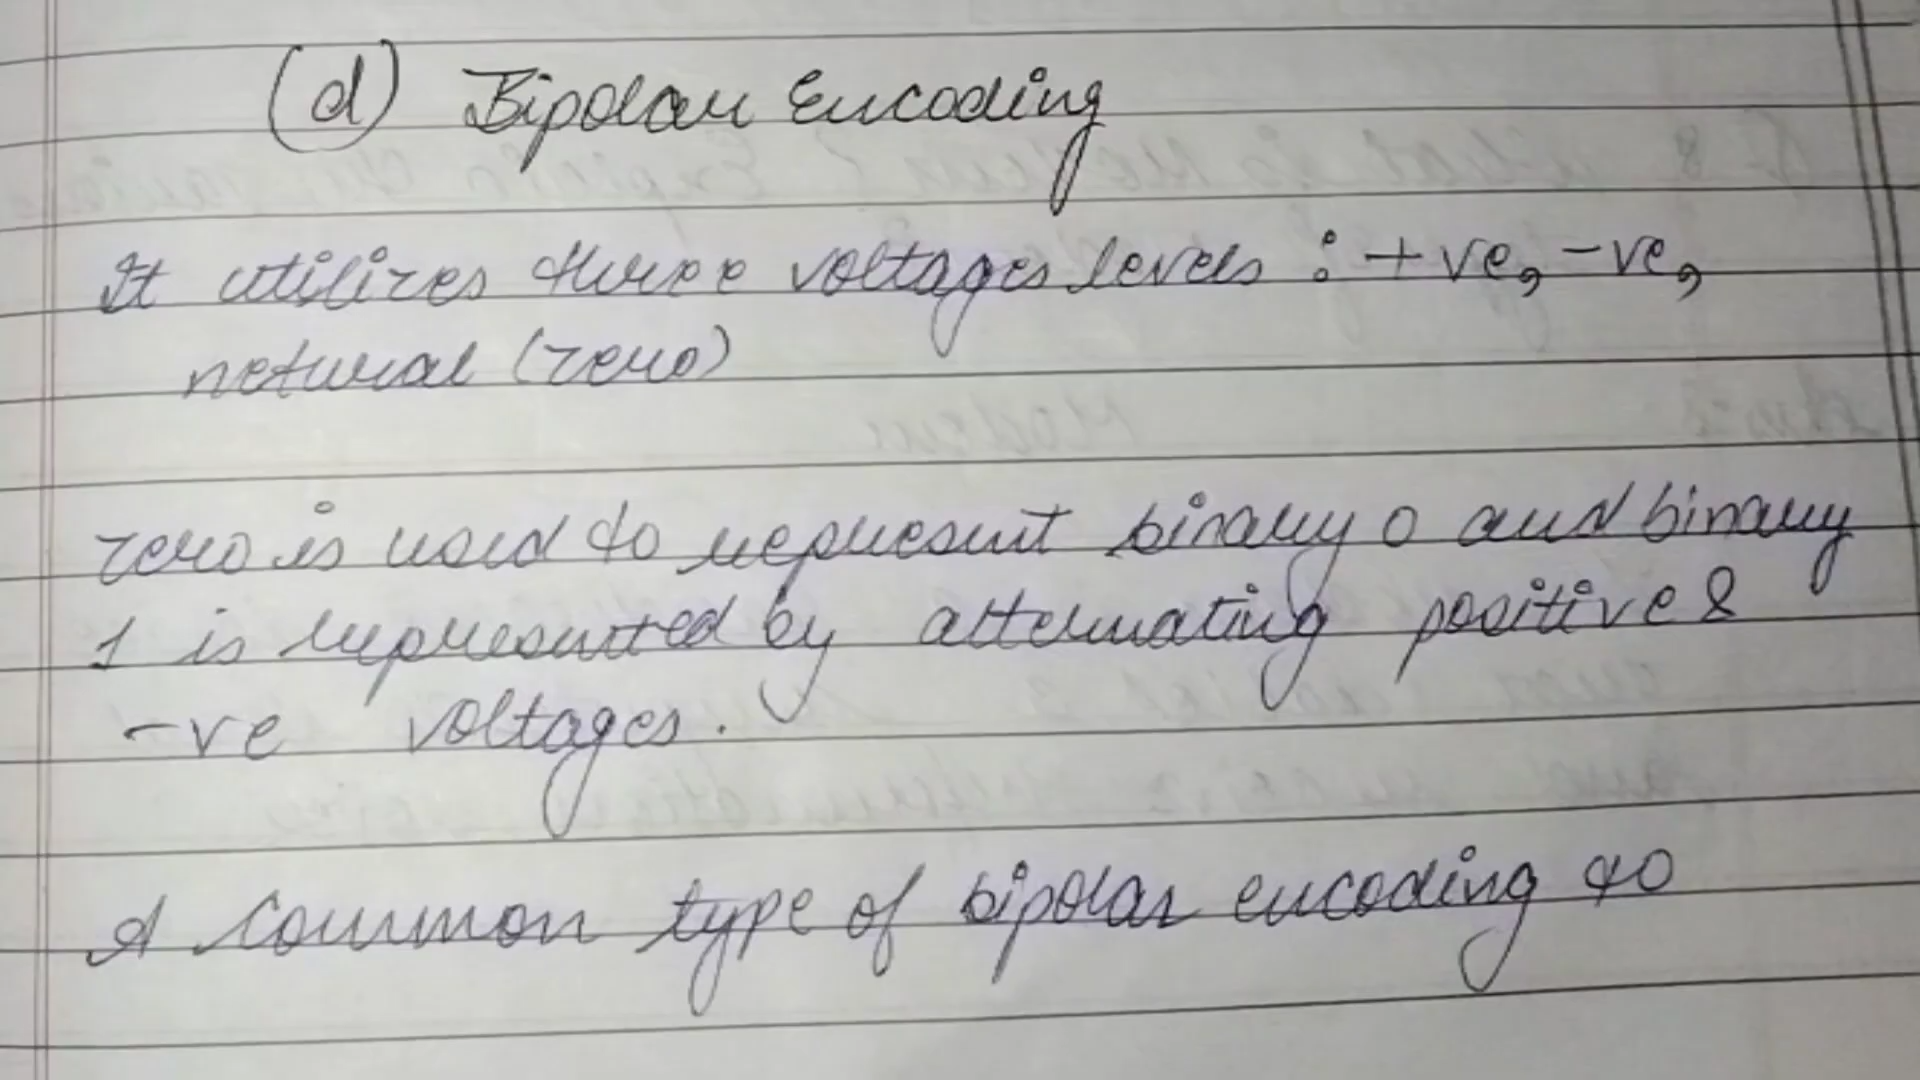 (d) Bipolar Encoding
It utilizes three voltages levels : +ve, -ve,
netural (zero)
zero is used to represent binary 0 and binary
1 is represented by alternating positive &
-ve voltages.
A common type of bipolar encoding to